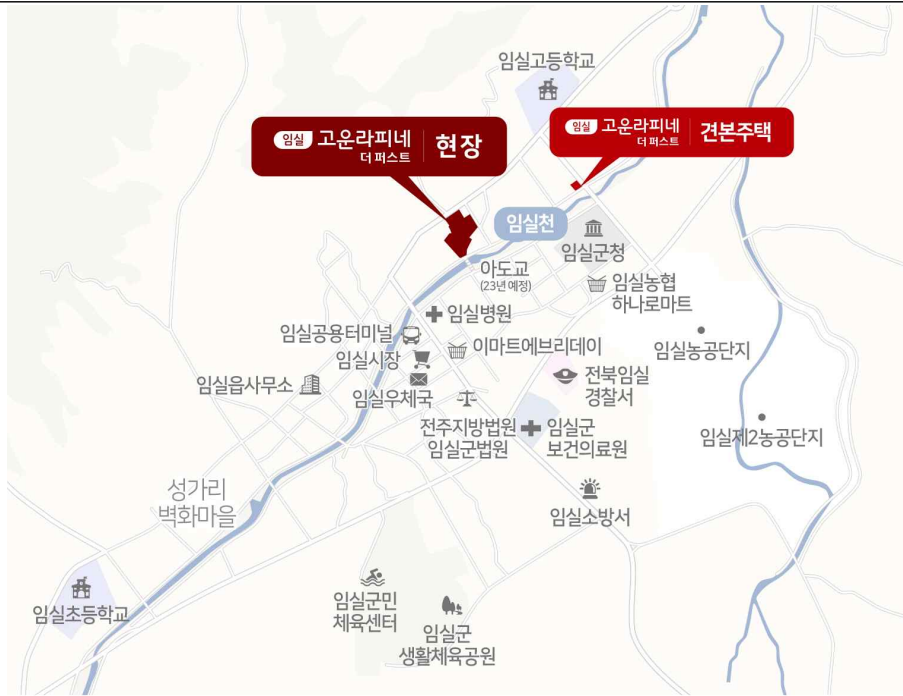 임실고등학교
임실 고운라피네
더 퍼스트
현장
임실 고운라피네
더 퍼스트
견본주택
임실천
임실군청
아도교
(23년 예정)
임실농협
하나로마트
임실병원
임실공용터미널
이마트에브리데이
임실농공단지
임실시장
임실읍사무소
전북임실
경찰서
임실우체국
전주지방법원
임실군법원
임실군
보건의료원
임실제2농공단지
성가리
벽화마을
임실소방서
임실초등학교
임실군민
체육센터
임실군
생활체육공원